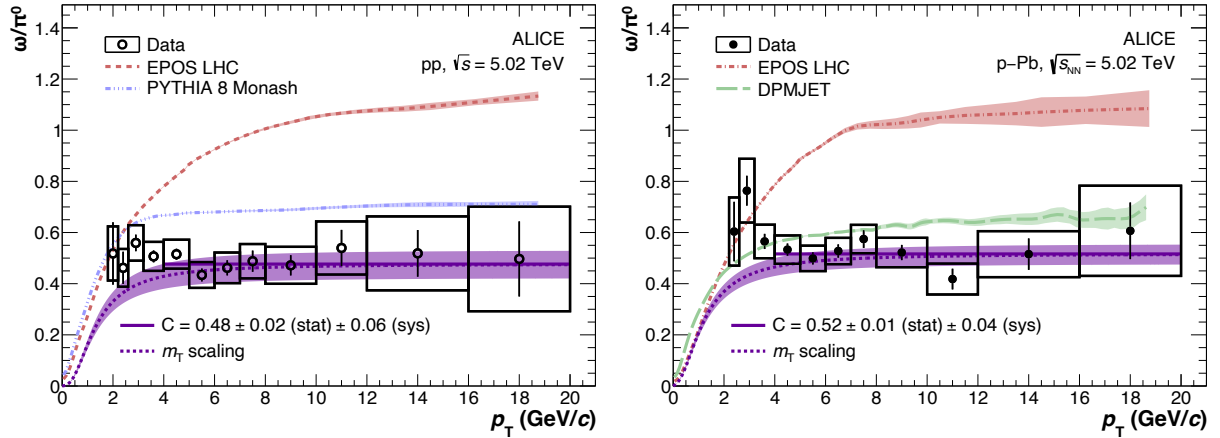 ω/π⁰
1.4
1.2
1
0.8
0.6
0.4
0.2
0
Data
EPOS LHC
PYTHIA 8 Monash
ALICE
pp, √s = 5.02 TeV
C = 0.48 ± 0.02 (stat) ± 0.06 (sys)
m_T scaling
0 2 4 6 8 10 12 14 16 18 20
p_T (GeV/c)
ω/π⁰
1.4
1.2
1
0.8
0.6
0.4
0.2
0
Data
EPOS LHC
DPMJET
ALICE
p–Pb, √s_NN = 5.02 TeV
C = 0.52 ± 0.01 (stat) ± 0.04 (sys)
m_T scaling
0 2 4 6 8 10 12 14 16 18 20
p_T (GeV/c)